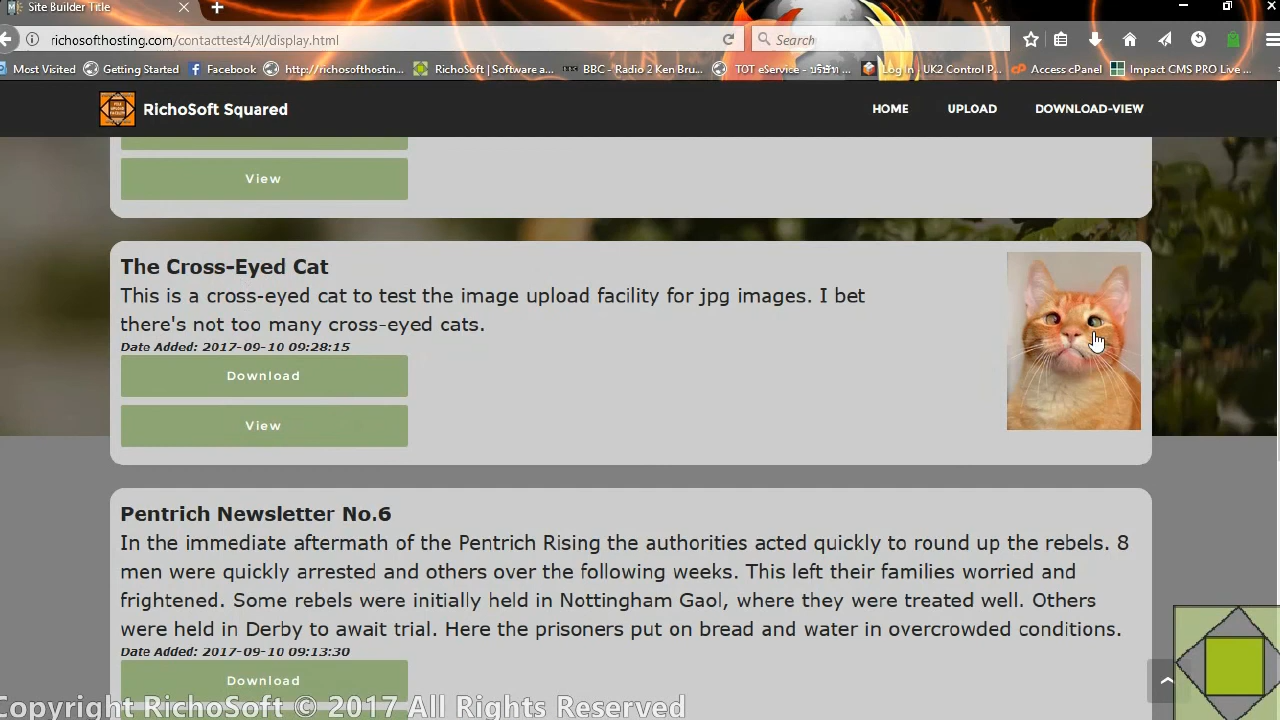 Site Builder Title
richosofthosting.com/contacttest4/xl/display.html
Search
Most Visited
Getting Started
Facebook
http://richosofthostin...
RichoSoft | Software a...
BBC - Radio 2 Ken Bru...
TOT eService - บริษัท ...
Log in | UK2 Control P...
Access cPanel
Impact CMS PRO Live ...
RichoSoft Squared
HOME
UPLOAD
DOWNLOAD-VIEW
View
The Cross-Eyed Cat
This is a cross-eyed cat to test the image upload facility for jpg images. I bet
there's not too many cross-eyed cats.
Date Added: 2017-09-10 09:28:15
Download
View
Pentrich Newsletter No.6
In the immediate aftermath of the Pentrich Rising the authorities acted quickly to round up the rebels. 8
men were quickly arrested and others over the following weeks. This left their families worried and
frightened. Some rebels were initially held in Nottingham Gaol, where they were treated well. Others
were held in Derby to await trial. Here the prisoners put on bread and water in overcrowded conditions.
Date Added: 2017-09-10 09:13:30
Download
Copyright RichoSoft © 2017 All Rights Reserved